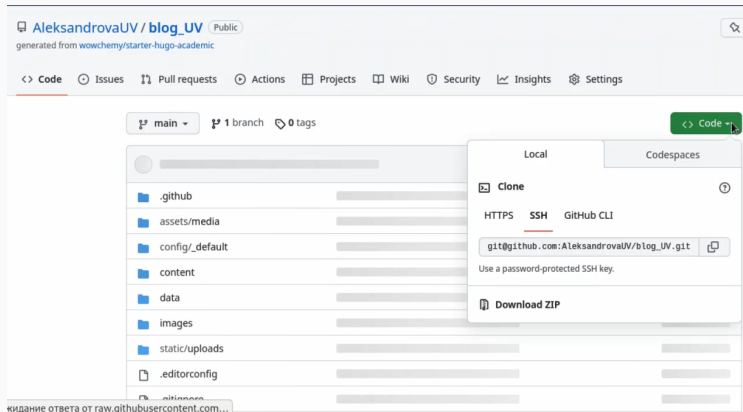 AleksandrovaUV / blog_UV Public
generated from wowchemy/starter-hugo-academic
Code Issues Pull requests Actions Projects Wiki Security Insights Settings
main 1 branch 0 tags Code
Local Codespaces
Clone
HTTPS SSH GitHub CLI
git@github.com:AleksandrovaUV/blog_UV.git
Use a password-protected SSH key.
Download ZIP
.github
assets/media
config/_default
content
data
images
static/uploads
.editorconfig
.gitignore
жидание ответа от raw.githubusercontent.com...